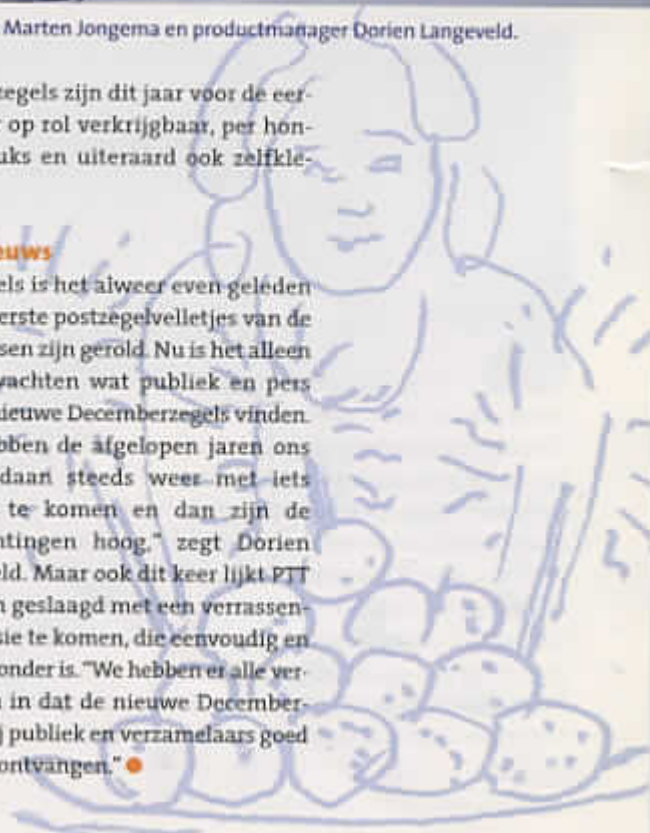 Marten Jongema en productmanager Dorien Langeveld.
zegels zijn dit jaar voor de eer-
op rol verkrijgbaar, per hon-
uks en uiteraard ook zelfkle-
euws
els is het alweer even geleden
erste postzegelvelletjes van de
sen zijn gerold. Nu is het alleen
wachten wat publiek en pers
nieuwe Decemberzegels vinden.
bben de afgelopen jaren ons
daan steeds weer met iets
te komen en dan zijn de
htingen hoog," zegt Dorien
eld. Maar ook dit keer lijkt PTT
n geslaagd met een verrassen-
sie te komen, die eenvoudig en
onder is. "We hebben er alle ver-
n in dat de nieuwe December-
j publiek en verzamelaars goed
ontvangen."